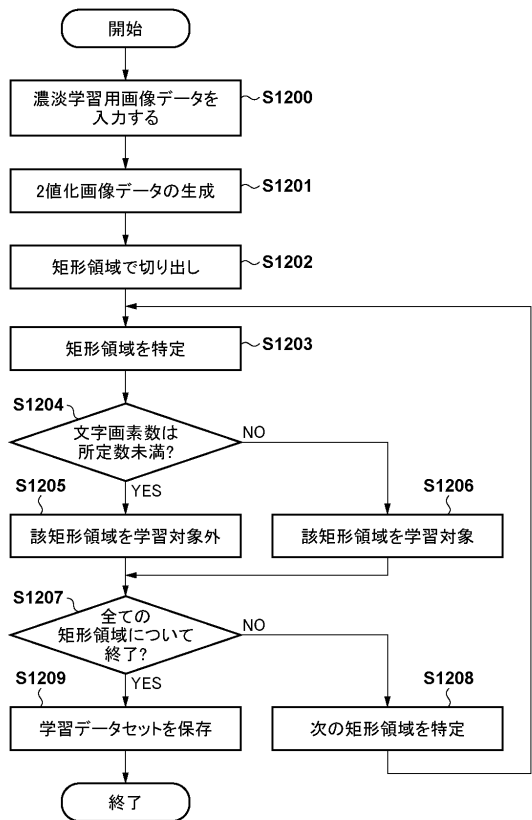 開始
濃淡学習用画像データを
入力する
S1200
2値化画像データの生成
S1201
矩形領域で切り出し
S1202
矩形領域を特定
S1203
S1204
文字画素数は
所定数未満?
NO
YES
S1205
該矩形領域を学習対象外
S1206
該矩形領域を学習対象
S1207
全ての
矩形領域について
終了?
NO
YES
S1209
学習データセットを保存
S1208
次の矩形領域を特定
終了